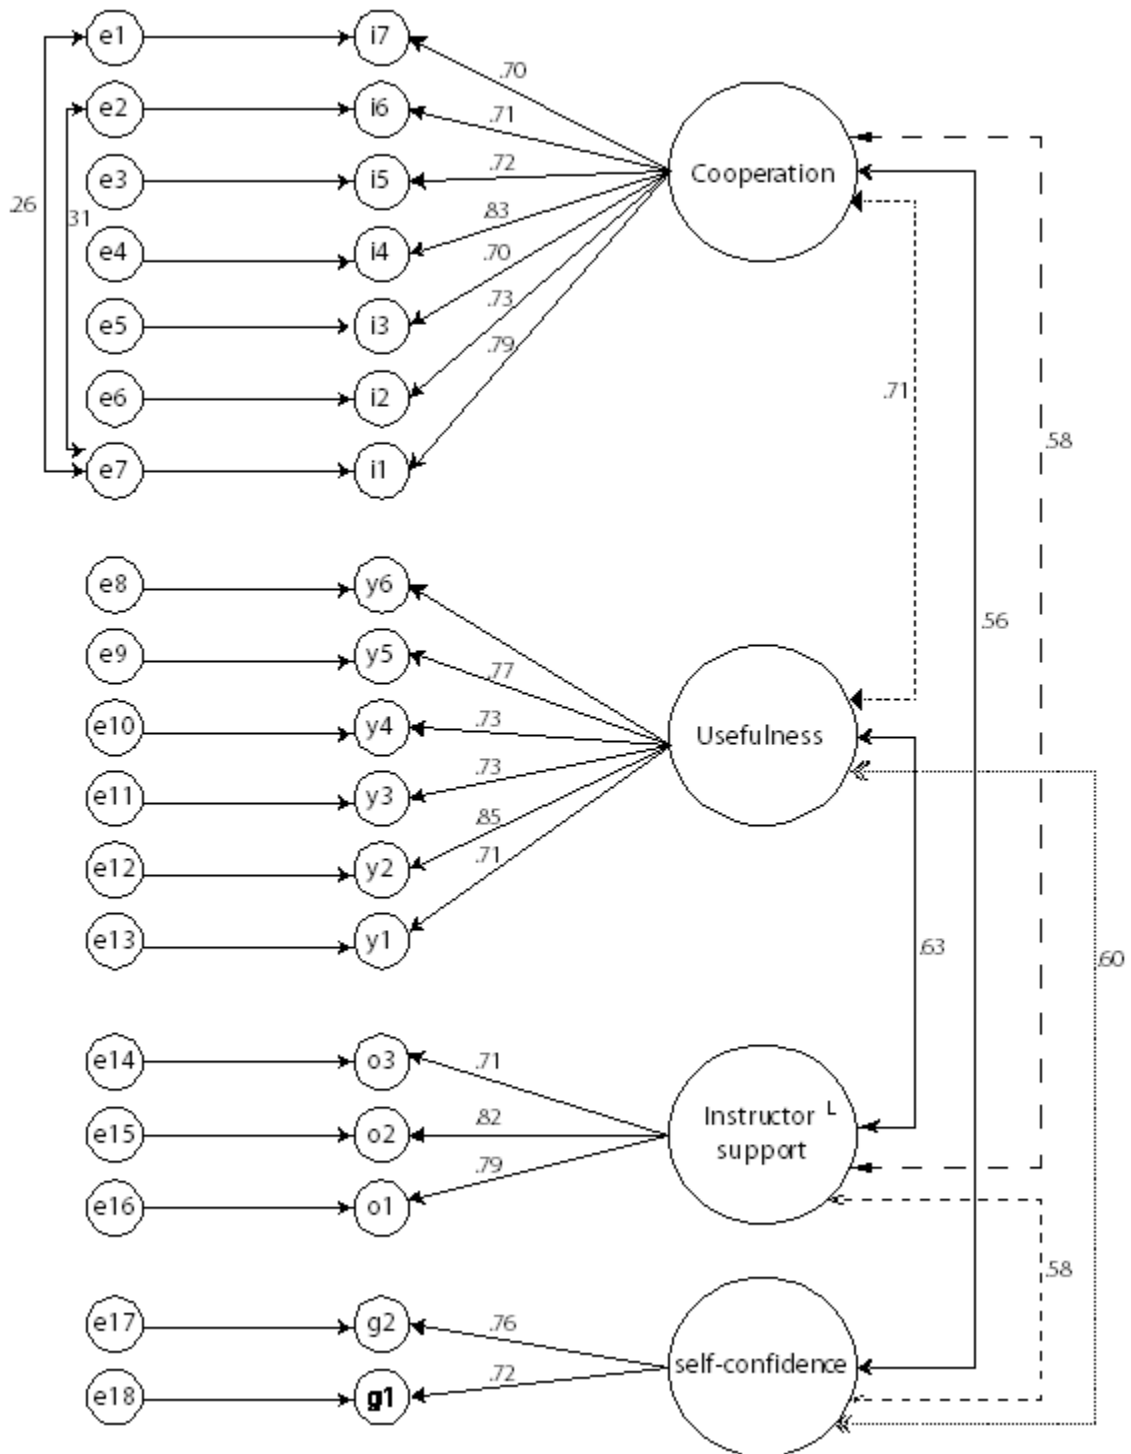 e1 i7
.70
e2 i6
.71
e3 i5
.72
Cooperation
.26
.31
.83
e4 i4
.70
e5 i3
.73
.79
e6 i2
.71
.58
e7 i1
e8 y6
.56
e9 y5
.77
e10 y4
.73
Usefulness
.73
e11 y3
.85
.71
e12 y2
e13 y1
.63
.60
e14 o3
.71
.82
Instructor L
support
e15 o2
.79
e16 o1
.58
e17 g2
.76
.72
self-confidence
e18 g1